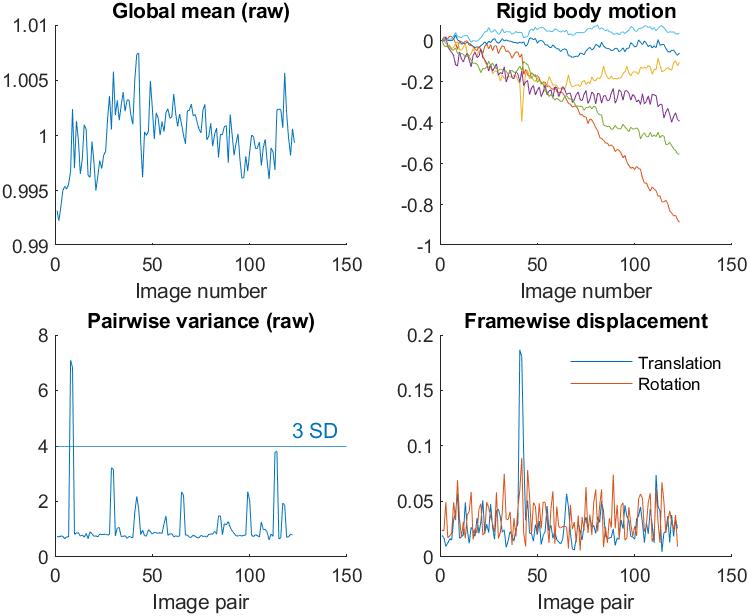 Global mean (raw)
1.01
1.005
1
0.995
0.99
0 50 100 150
Image number
Rigid body motion
0
-0.2
-0.4
-0.6
-0.8
-1
0 50 100 150
Image number
Pairwise variance (raw)
8
6
4
2
0
3 SD
0 50 100 150
Image pair
Framewise displacement
0.2
0.15
0.1
0.05
0
Translation
Rotation
0 50 100 150
Image pair